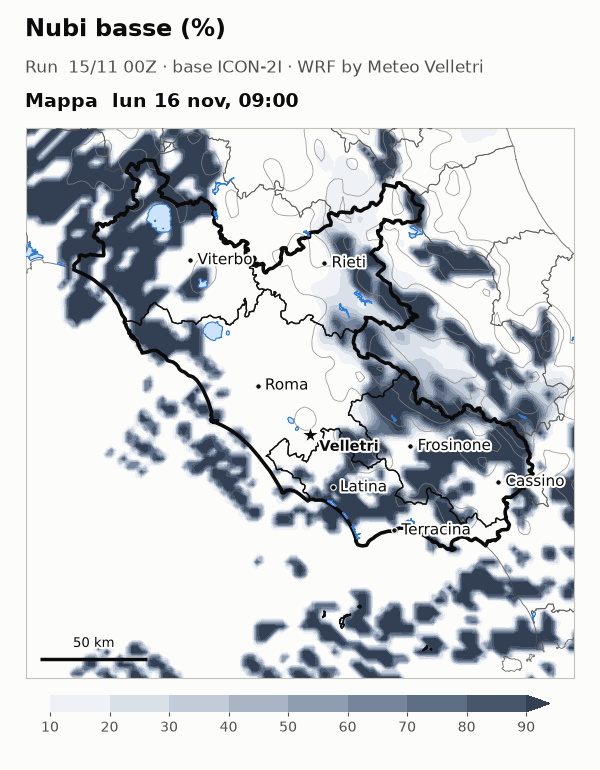 Nubi basse (%)
Run  15/11 00Z · base ICON-2I · WRF by Meteo Velletri
Mappa  lun 16 nov, 09:00
Viterbo
Rieti
Roma
Velletri
Frosinone
Latina
Cassino
Terracina
50 km
10 20 30 40 50 60 70 80 90